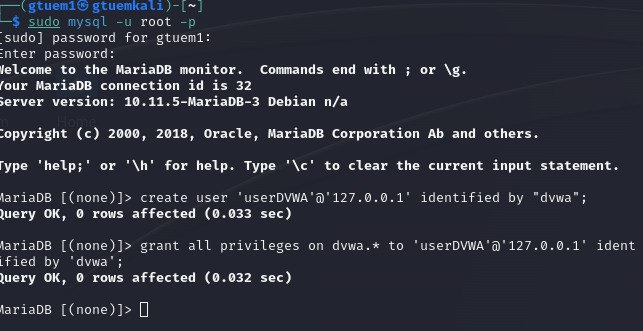 (gtuem1㉿gtuemkali)-[~]
$ sudo mysql -u root -p
[sudo] password for gtuem1:
Enter password:
Welcome to the MariaDB monitor.  Commands end with ; or \g.
Your MariaDB connection id is 32
Server version: 10.11.5-MariaDB-3 Debian n/a
Home
Copyright (c) 2000, 2018, Oracle, MariaDB Corporation Ab and others.
Type 'help;' or '\h' for help. Type '\c' to clear the current input statement.
MariaDB [(none)]> create user 'userDVWA'@'127.0.0.1' identified by "dvwa";
Query OK, 0 rows affected (0.033 sec)
MariaDB [(none)]> grant all privileges on dvwa.* to 'userDVWA'@'127.0.0.1' ident
ified by 'dvwa';
Query OK, 0 rows affected (0.032 sec)
MariaDB [(none)]>